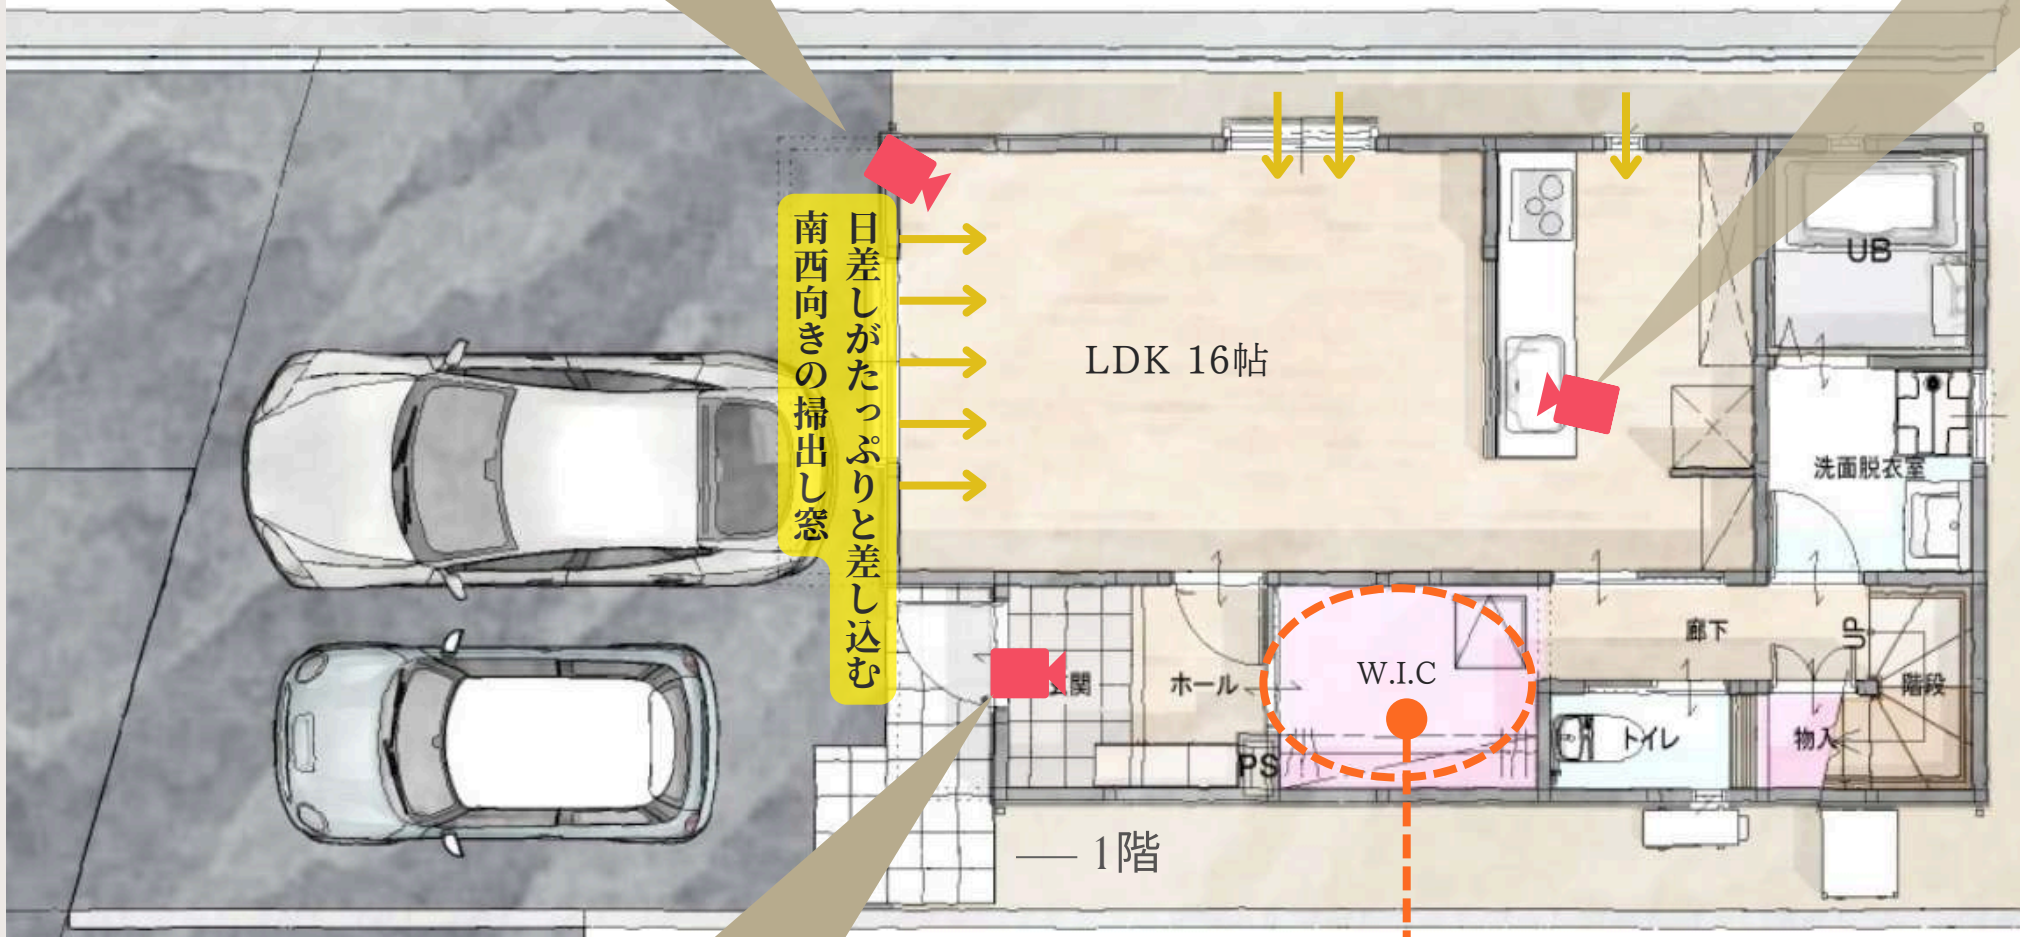 日差しがたっぷりと差し込む
南西向きの掃出し窓
LDK 16帖
UB
洗面脱衣室
廊下
UP
階段
関
ホール
W.I.C
PS
トイレ
物入
1階